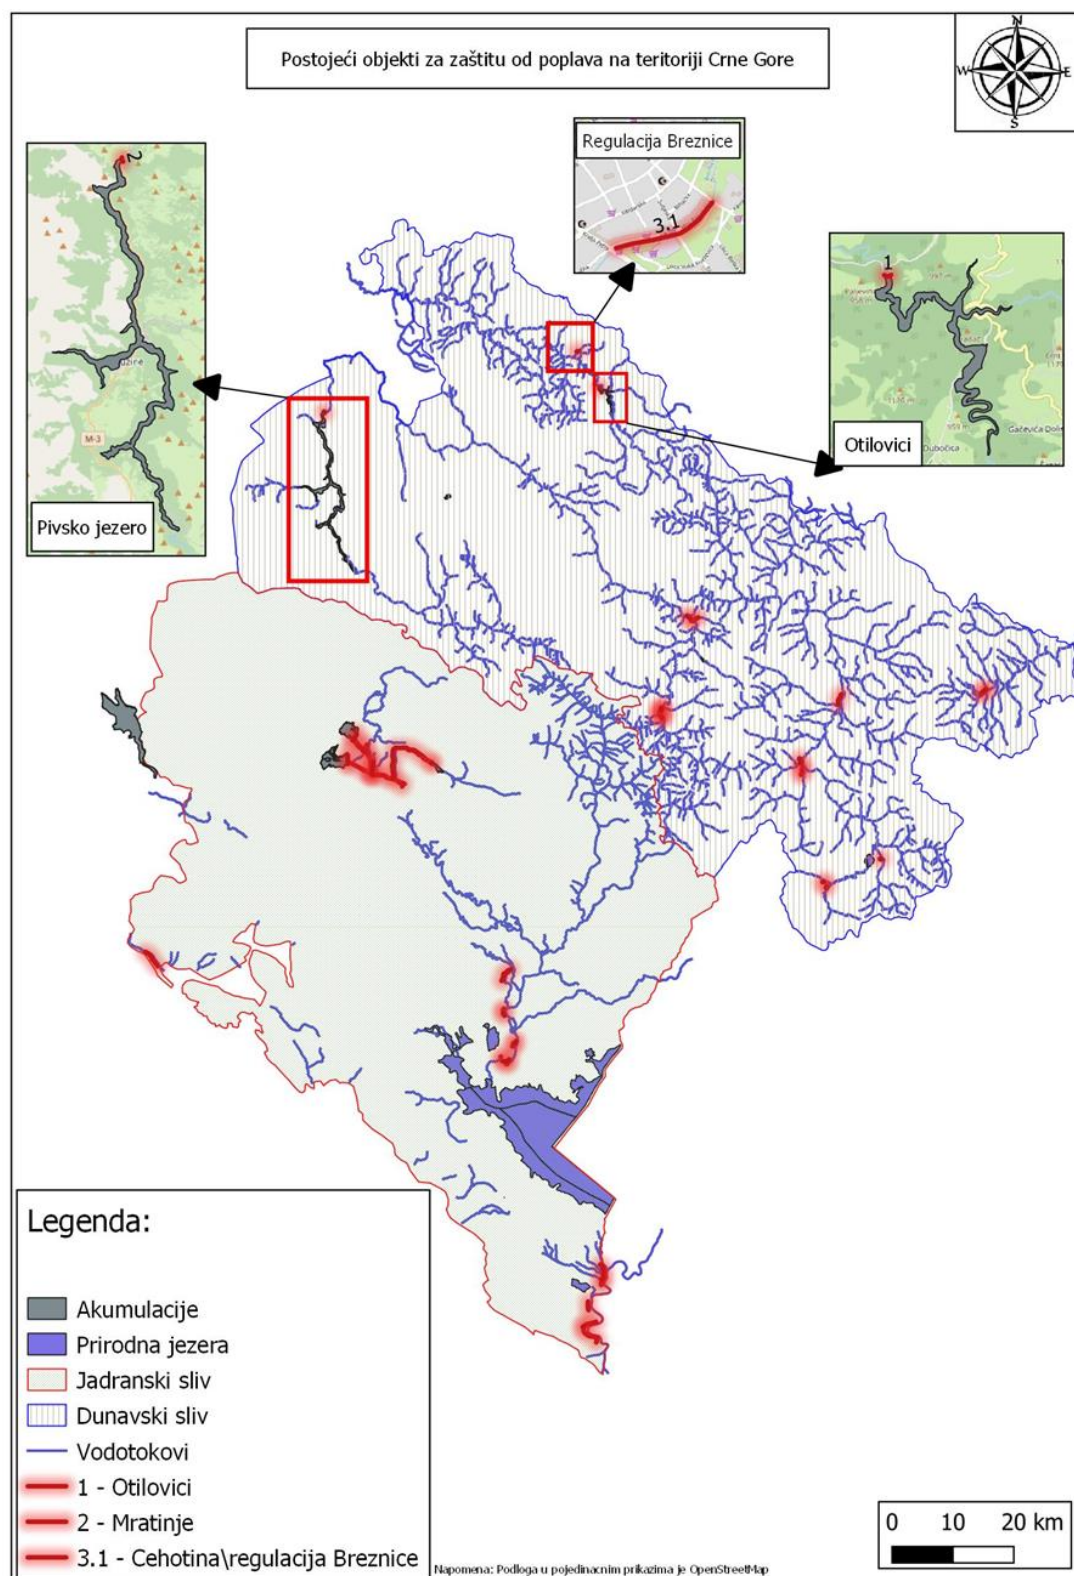 Postojeći objekti za zaštitu od poplava na teritoriji Crne Gore
N
W
E
S
Regulacija Breznice
3.1
2
1
M-3
Pivsko jezero
Dubočica
Otilovici
Legenda:
Akumulacije
Prirodna jezera
Jadranski sliv
Dunavski sliv
Vodotokovi
1 - Otilovici
2 - Mratinje
3.1 - Cehotina\regulacija Breznice
0 10 20 km
Napomena: Podloga u pojedinacnim prikazima je OpenStreetMap